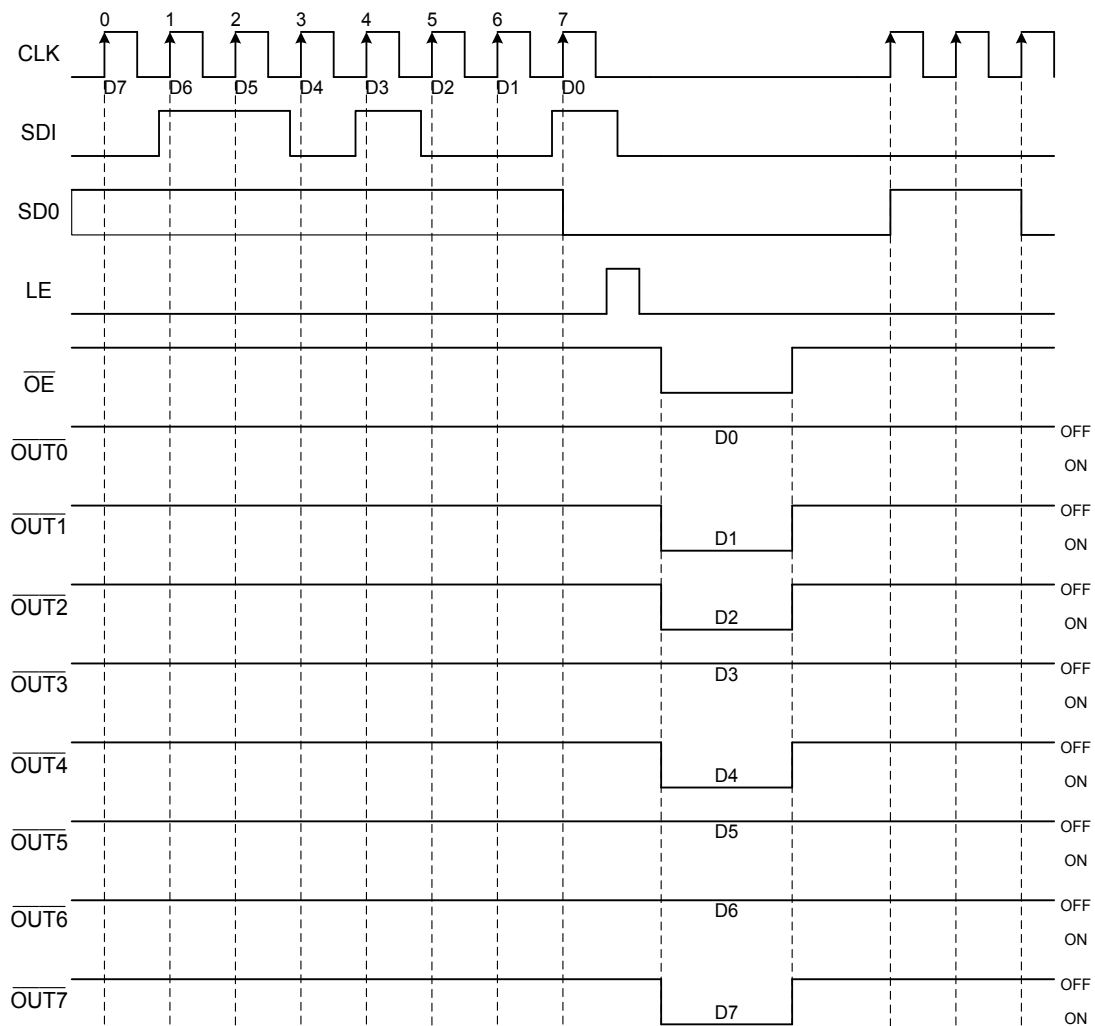 0 1 2 3 4 5 6 7
CLK
D7 D6 D5 D4 D3 D2 D1 D0
SDI
SD0
LE
OE
OUT0 D0 OFF
ON
OUT1 OFF
D1 ON
OUT2 OFF
D2 ON
OUT3 D3 OFF
ON
OUT4 OFF
D4 ON
OUT5 D5 OFF
ON
OUT6 D6 OFF
ON
OUT7 OFF
D7 ON